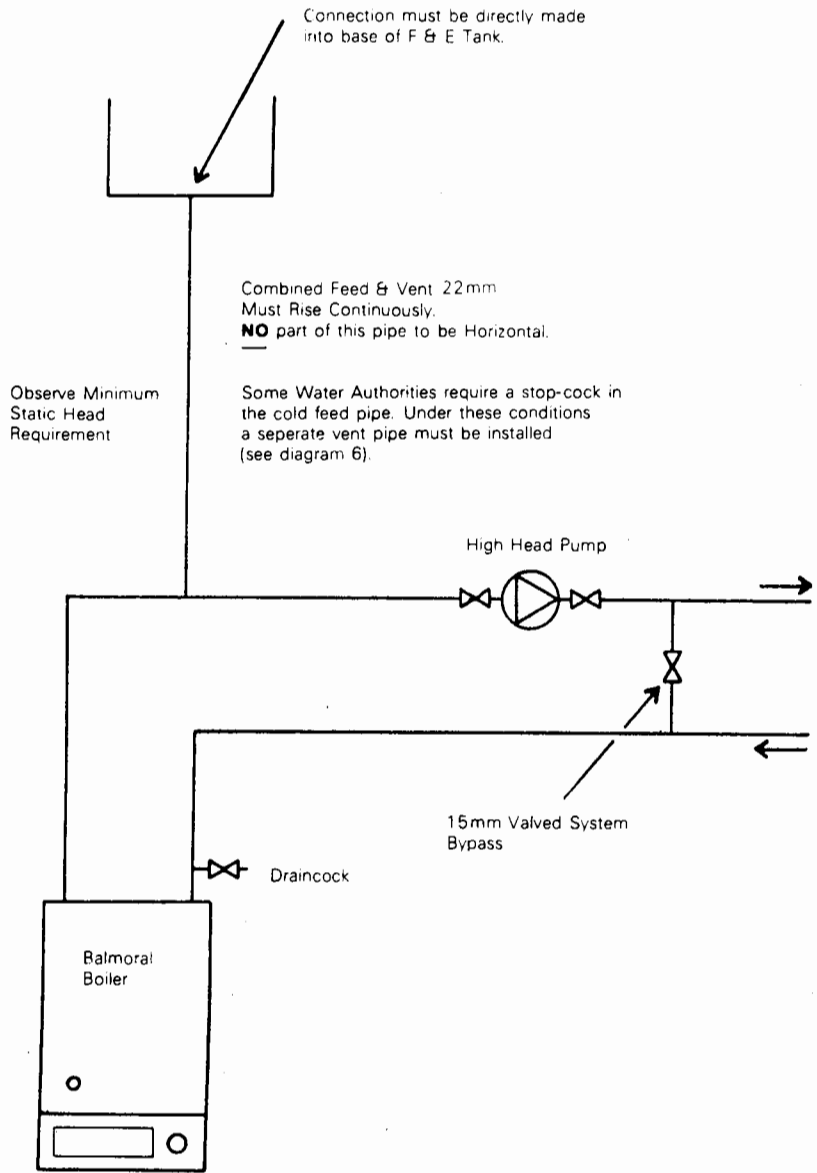 Connection must be directly made
into base of F & E Tank.
Combined Feed & Vent 22mm
Must Rise Continuously.
NO part of this pipe to be Horizontal.
Observe Minimum
Static Head
Requirement
Some Water Authorities require a stop-cock in
the cold feed pipe. Under these conditions
a seperate vent pipe must be installed
(see diagram 6).
High Head Pump
15mm Valved System
Bypass
Draincock
Balmoral
Boiler